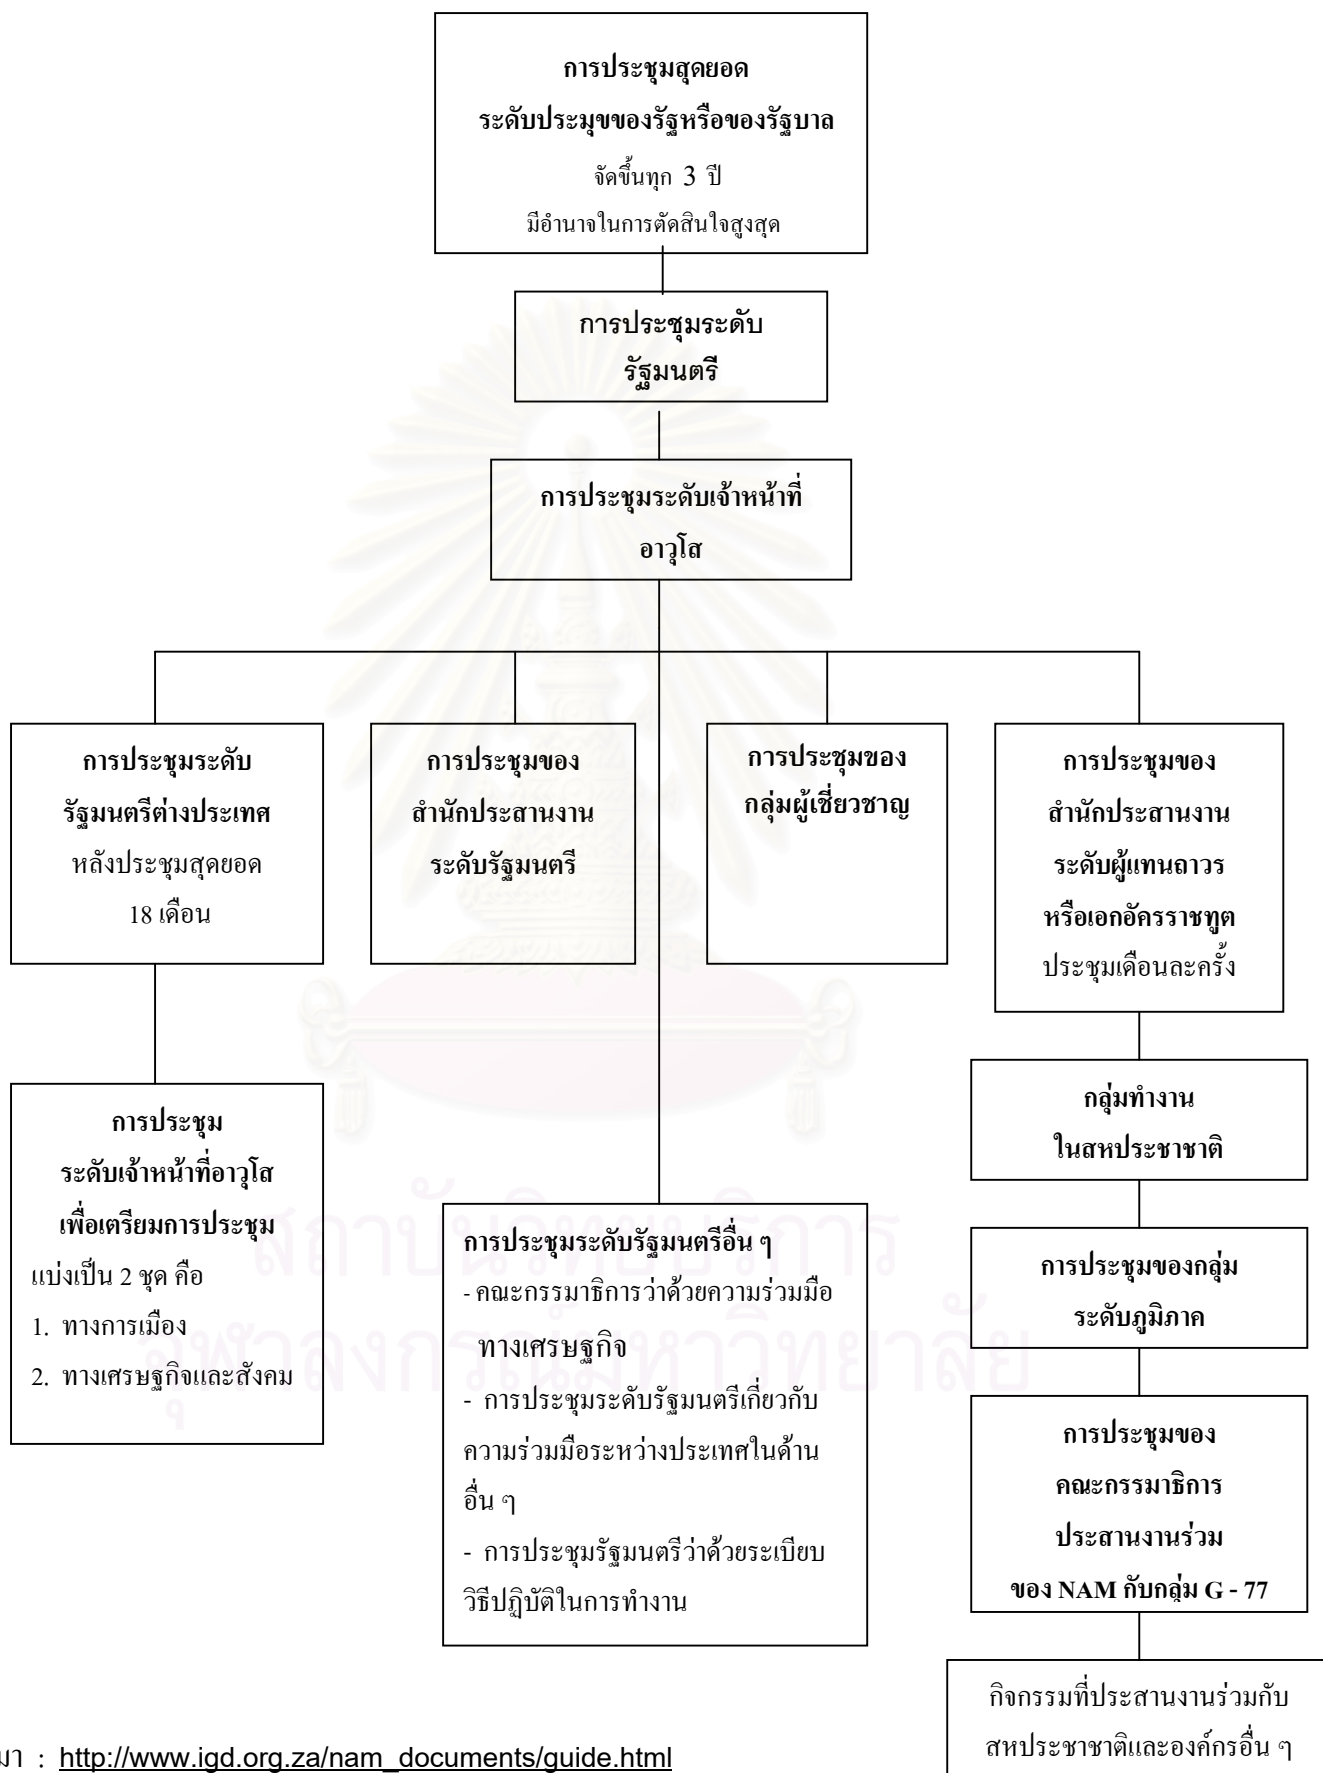 การประชุมสุดยอด
ระดับประมุขของรัฐหรือของรัฐบาล
จัดขึ้นทุก 3 ปี
มีอำนาจในการตัดสินใจสูงสุด
การประชุมระดับ
รัฐมนตรี
การประชุมระดับเจ้าหน้าที่
อาวุโส
การประชุมระดับ
รัฐมนตรีต่างประเทศ
หลังประชุมสุดยอด
18 เดือน
การประชุมของ
สำนักประสานงาน
ระดับรัฐมนตรี
การประชุมของ
กลุ่มผู้เชี่ยวชาญ
การประชุมของ
สำนักประสานงาน
ระดับผู้แทนถาวร
หรือเอกอัครราชทูต
ประชุมเดือนละครั้ง
การประชุม
ระดับเจ้าหน้าที่อาวุโส
เพื่อเตรียมการประชุม
แบ่งเป็น 2 ชุด คือ
1. ทางการเมือง
2. ทางเศรษฐกิจและสังคม
การประชุมระดับรัฐมนตรีอื่น ๆ
- คณะกรรมาธิการว่าด้วยความร่วมมือ
ทางเศรษฐกิจ
- การประชุมระดับรัฐมนตรีเกี่ยวกับ
ความร่วมมือระหว่างประเทศในด้าน
อื่น ๆ
- การประชุมรัฐมนตรีว่าด้วยระเบียบ
วิธีปฏิบัติในการทำงาน
กลุ่มทำงาน
ในสหประชาชาติ
การประชุมของกลุ่ม
ระดับภูมิภาค
การประชุมของ
คณะกรรมาธิการ
ประสานงานร่วม
ของ NAM กับกลุ่ม G - 77
กิจกรรมที่ประสานงานร่วมกับ
สหประชาชาติและองค์กรอื่น ๆ
มา : http://www.igd.org.za/nam_documents/guide.html
สถาบันวิทยบริการ
จุฬาลงกรณ์มหาวิทยาลัย